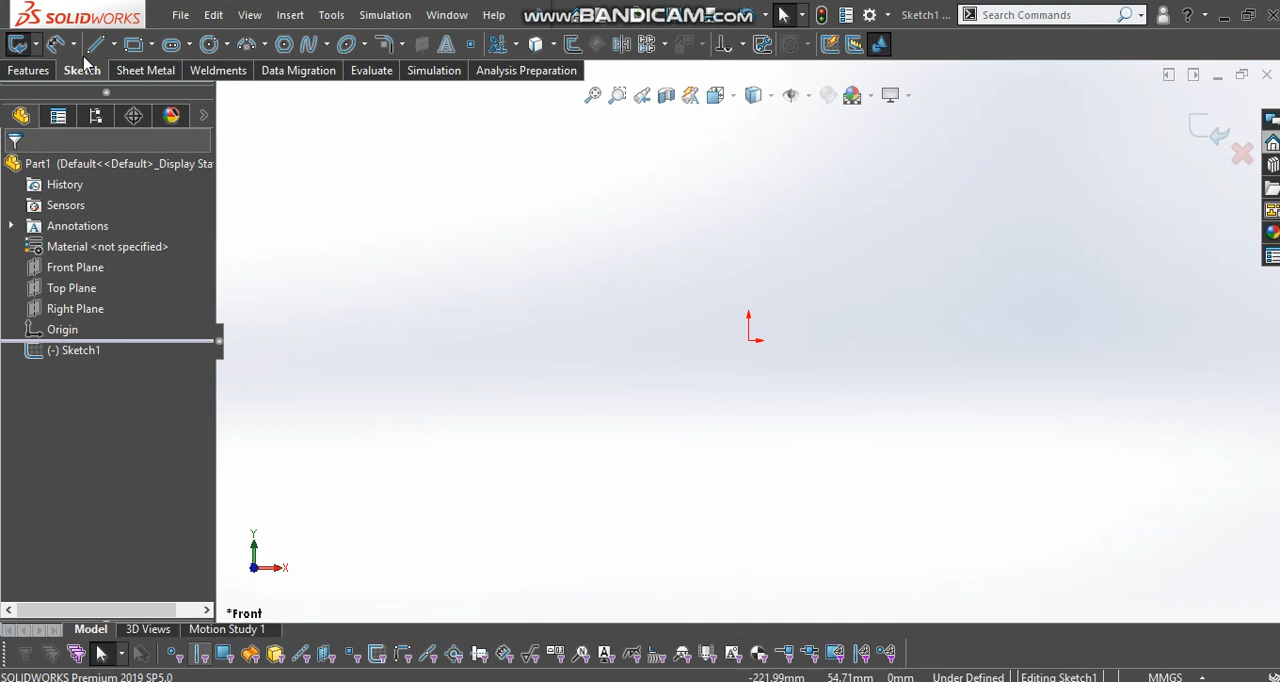 SOLIDWORKS File Edit View Insert Tools Simulation Window Help www.BANDICAM.com Sketch1 ... Search Commands ?
Features Sketch Sheet Metal Weldments Data Migration Evaluate Simulation Analysis Preparation
Part1 (Default<<Default>_Display Sta
History
Sensors
Annotations
Material <not specified>
Front Plane
Top Plane
Right Plane
Origin
(-) Sketch1
Y
X
*Front
Model 3D Views Motion Study 1
SOLIDWORKS Premium 2019 SP5.0 -221.99mm 54.71mm 0mm Under Defined Editing Sketch1 MMGS